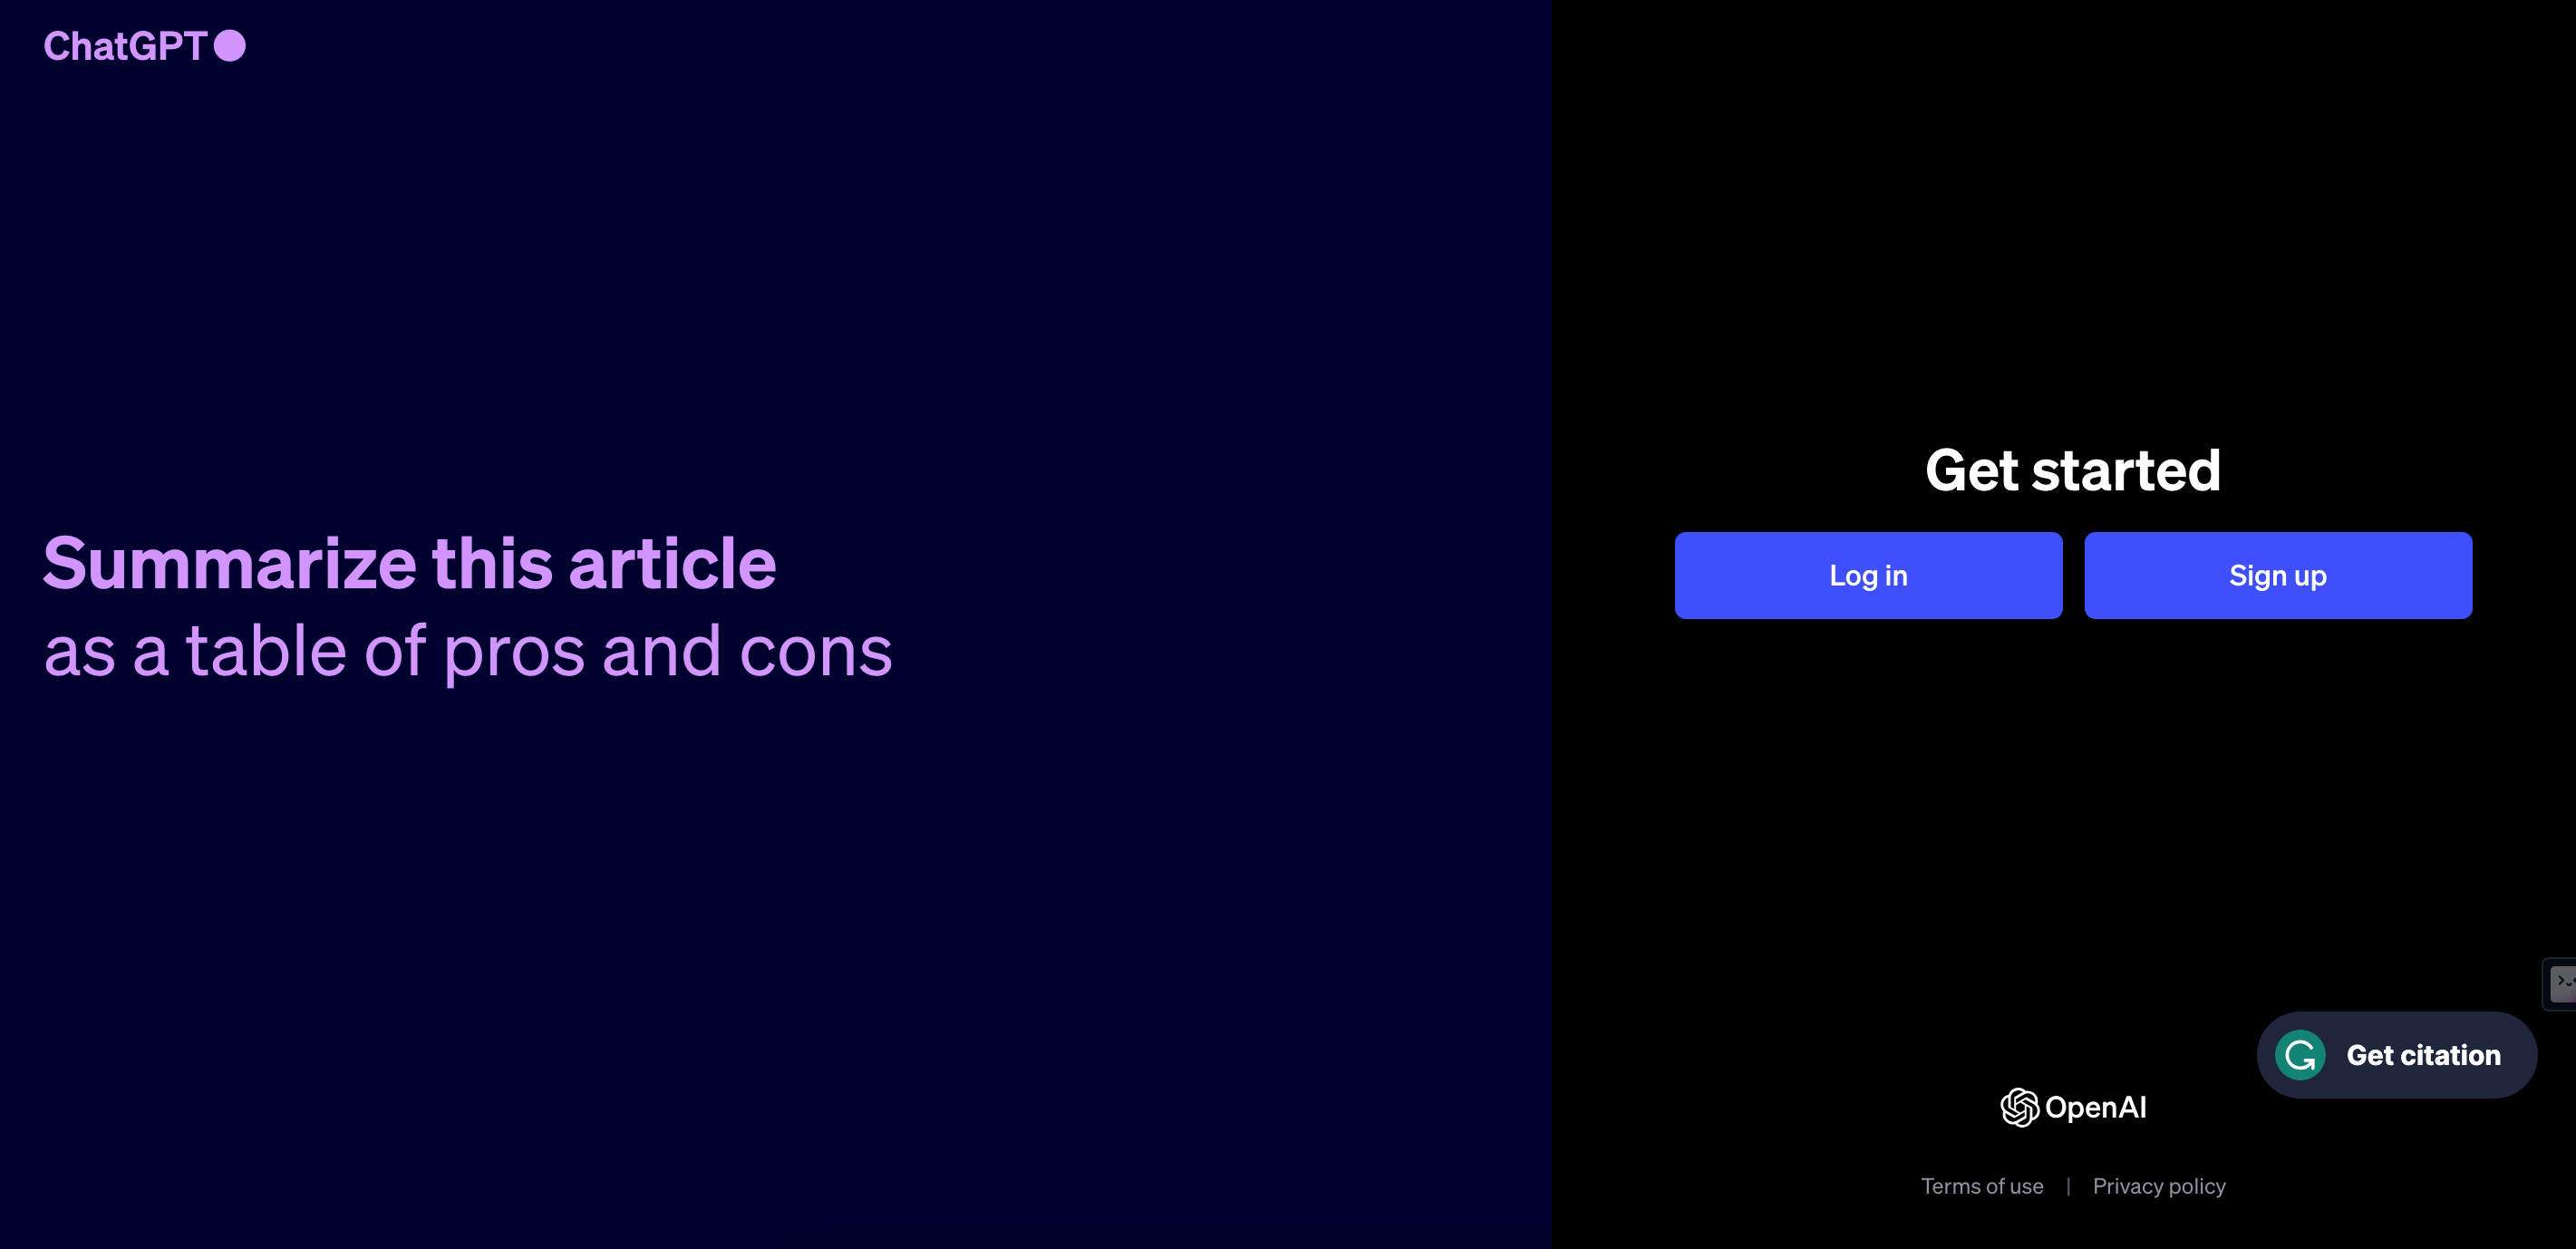 ChatGPT
Summarize this article
as a table of pros and cons
Get started
Log in
Sign up
Get citation
OpenAI
Terms of use | Privacy policy